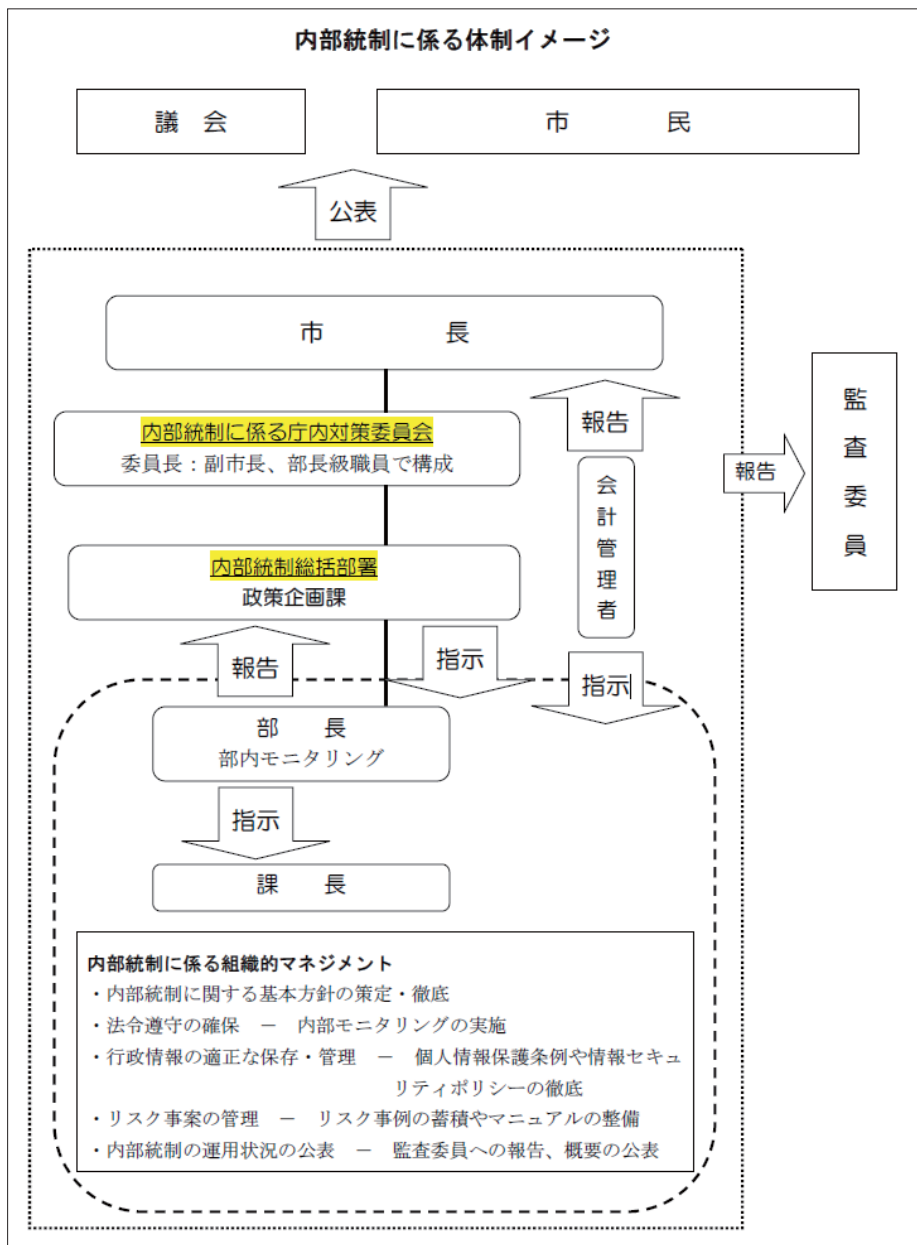 内部統制に係る体制イメージ
議　会
市　民
公表
市　長
内部統制に係る庁内対策委員会
委員長：副市長、部長級職員で構成
報告
会計管理者
報告
監査委員
内部統制総括部署
政策企画課
報告
指示
指示
部　長
部内モニタリング
指示
課　長
内部統制に係る組織的マネジメント
・内部統制に関する基本方針の策定・徹底
・法令遵守の確保　－　内部モニタリングの実施
・行政情報の適正な保存・管理　－　個人情報保護条例や情報セキュ
リティポリシーの徹底
・リスク事案の管理　－　リスク事例の蓄積やマニュアルの整備
・内部統制の運用状況の公表　－　監査委員への報告、概要の公表